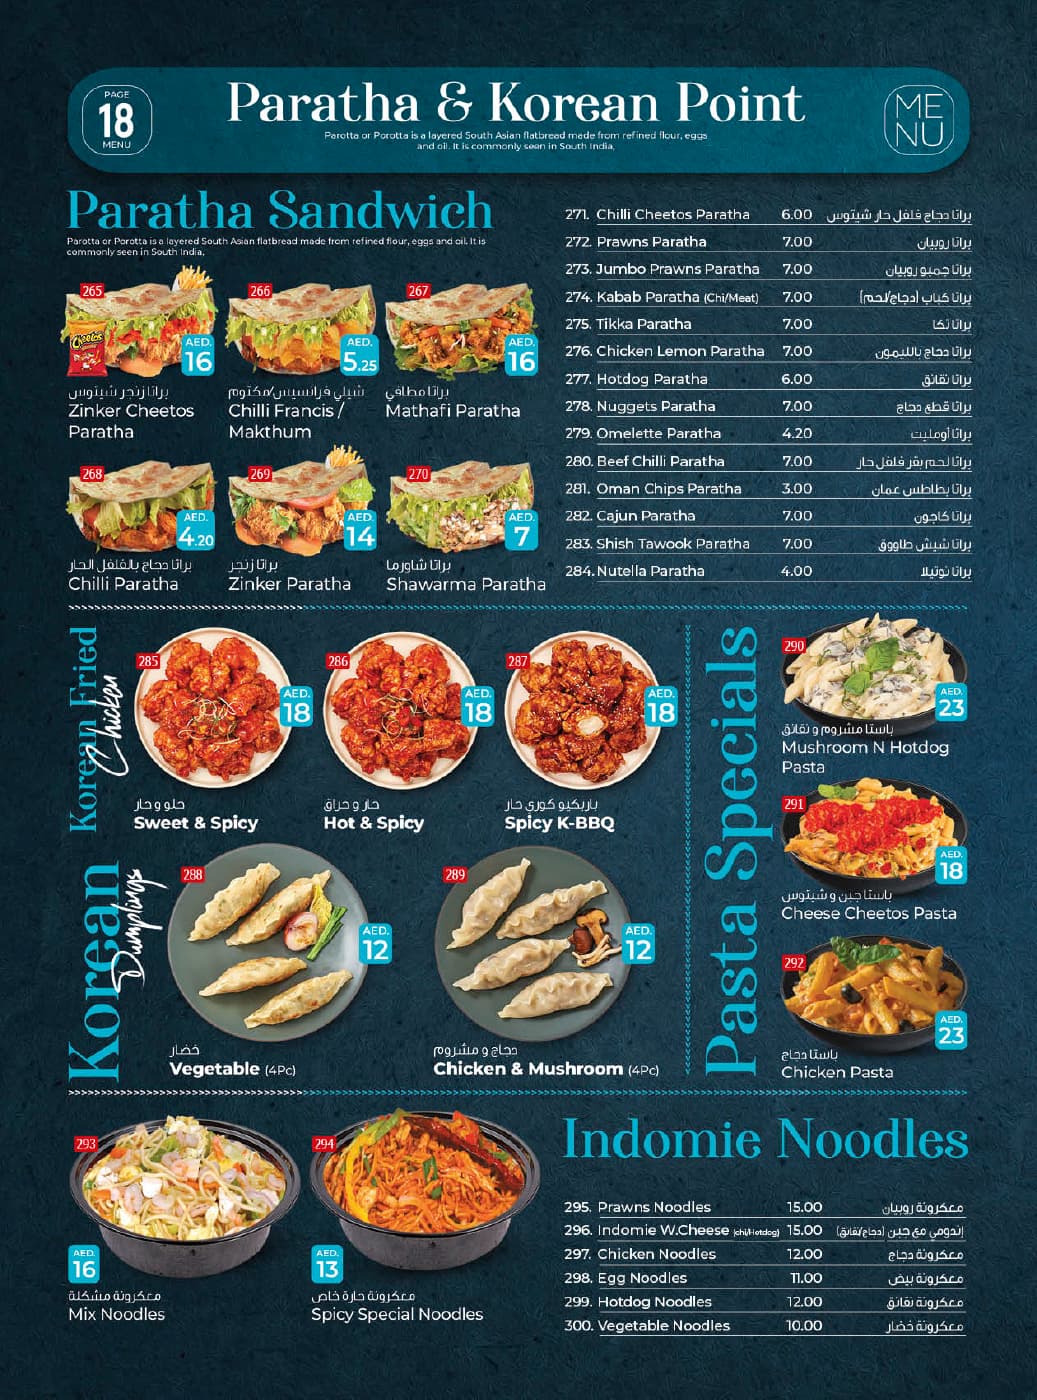 PAGE
18
MENU
Paratha & Korean Point
Parotta or Porotta is a layered South Asian flatbread made from refined flour, eggs
and oil. It is commonly seen in South India,
ME
NU
Paratha Sandwich
Parotta or Porotta is a layered South Asian flatbread made from refined flour, eggs and oil. It is
commonly seen in South India,
265
Cheetos
AED.
16
براتا زنجر شيتوس
Zinker Cheetos
Paratha
266
AED.
5.25
شيلي فرانسيس/مكتوم
Chilli Francis /
Makthum
267
AED.
16
براتا مطافي
Mathafi Paratha
268
AED.
4.20
براتا دجاج بالفلفل الحار
Chilli Paratha
269
AED.
14
براتا زنجر
Zinker Paratha
270
AED.
7
براتا شاورما
Shawarma Paratha
271. Chilli Cheetos Paratha 6.00 براتا دجاج فلفل حار شيتوس
272. Prawns Paratha 7.00 براتا روبيان
273. Jumbo Prawns Paratha 7.00 براتا جمبو روبيان
274. Kabab Paratha (Chi/Meat) 7.00 براتا كباب (دجاج/لحم)
275. Tikka Paratha 7.00 براتا تكا
276. Chicken Lemon Paratha 7.00 براتا دجاج بالليمون
277. Hotdog Paratha 6.00 براتا نقانق
278. Nuggets Paratha 7.00 براتا قطع دجاج
279. Omelette Paratha 4.20 براتا أومليت
280. Beef Chilli Paratha 7.00 براتا لحم بقر فلفل حار
281. Oman Chips Paratha 3.00 براتا بطاطس عمان
282. Cajun Paratha 7.00 براتا كاجون
283. Shish Tawook Paratha 7.00 براتا شيش طاووق
284. Nutella Paratha 4.00 براتا نوتيلا
Korean Fried
Chicken
285
AED.
18
حلو و حار
Sweet & Spicy
286
AED.
18
حار و حراق
Hot & Spicy
287
AED.
18
باربكيو كوري حار
Spicy K-BBQ
Korean
Dumplings
288
AED.
12
خضار
Vegetable (4Pc)
289
AED.
12
دجاج و مشروم
Chicken & Mushroom (4Pc)
Pasta Specials
290
AED.
23
باستا مشروم و نقانق
Mushroom N Hotdog
Pasta
291
AED.
18
باستا جبن و شيتوس
Cheese Cheetos Pasta
292
AED.
23
باستا دجاج
Chicken Pasta
293
AED.
16
معكرونة مشكلة
Mix Noodles
294
AED.
13
معكرونة حارة خاص
Spicy Special Noodles
Indomie Noodles
295. Prawns Noodles 15.00 معكرونة روبيان
296. Indomie W.Cheese (chi/Hotdog) 15.00 إندومي مع جبن (دجاج/نقانق)
297. Chicken Noodles 12.00 معكرونة دجاج
298. Egg Noodles 11.00 معكرونة بيض
299. Hotdog Noodles 12.00 معكرونة نقانق
300. Vegetable Noodles 10.00 معكرونة خضار